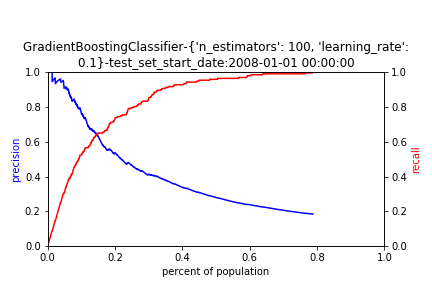 GradientBoostingClassifier-{'n_estimators': 100, 'learning_rate':
0.1}-test_set_start_date:2008-01-01 00:00:00
1.0
0.8
0.6
0.4
0.2
0.0
precision
1.0
0.8
0.6
0.4
0.2
0.0
recall
0.0 0.2 0.4 0.6 0.8 1.0
percent of population